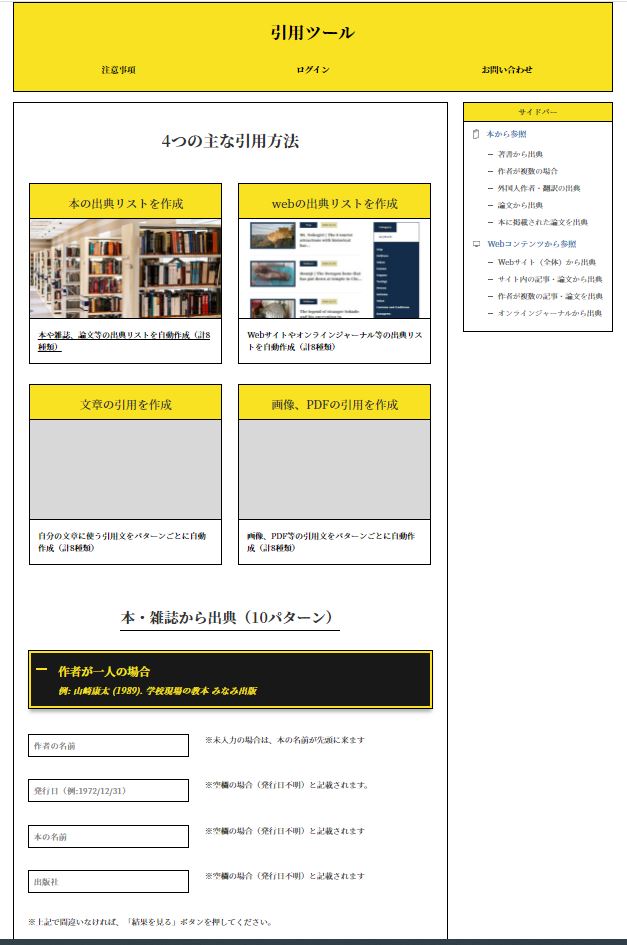 引用ツール
注意事項
ログイン
お問い合わせ
4つの主な引用方法
本の出典リストを作成
本や雑誌、論文等の出典リストを自動作成（計8
種類）
webの出典リストを作成
Webサイトやオンラインジャーナル等の出典リス
トを自動作成（計8種類）
文章の引用を作成
自分の文章に使う引用文をパターンごとに自動
作成（計8種類）
画像、PDFの引用を作成
画像、PDF等の引用文をパターンごとに自動作
成（計8種類）
本・雑誌から出典（10パターン）
作者が一人の場合
例: 山崎康太 (1989). 学校現場の教本 みなみ出版
作者の名前
※未入力の場合は、本の名前が先頭に来ます
発行日（例:1972/12/31）
※空欄の場合（発行日不明）と記載されます。
本の名前
※空欄の場合（発行日不明）と記載されます
出版社
※空欄の場合（発行日不明）と記載されます
※上記で間違いなければ、「結果を見る」ボタンを押してください。
サイドバー
本から参照
著書から出典
作者が複数の場合
外国人作者・翻訳の出典
論文から出典
本に掲載された論文を出典
Webコンテンツから参照
Webサイト（全体）から出典
サイト内の記事・論文から出典
作者が複数の記事・論文を出典
オンラインジャーナルから出典